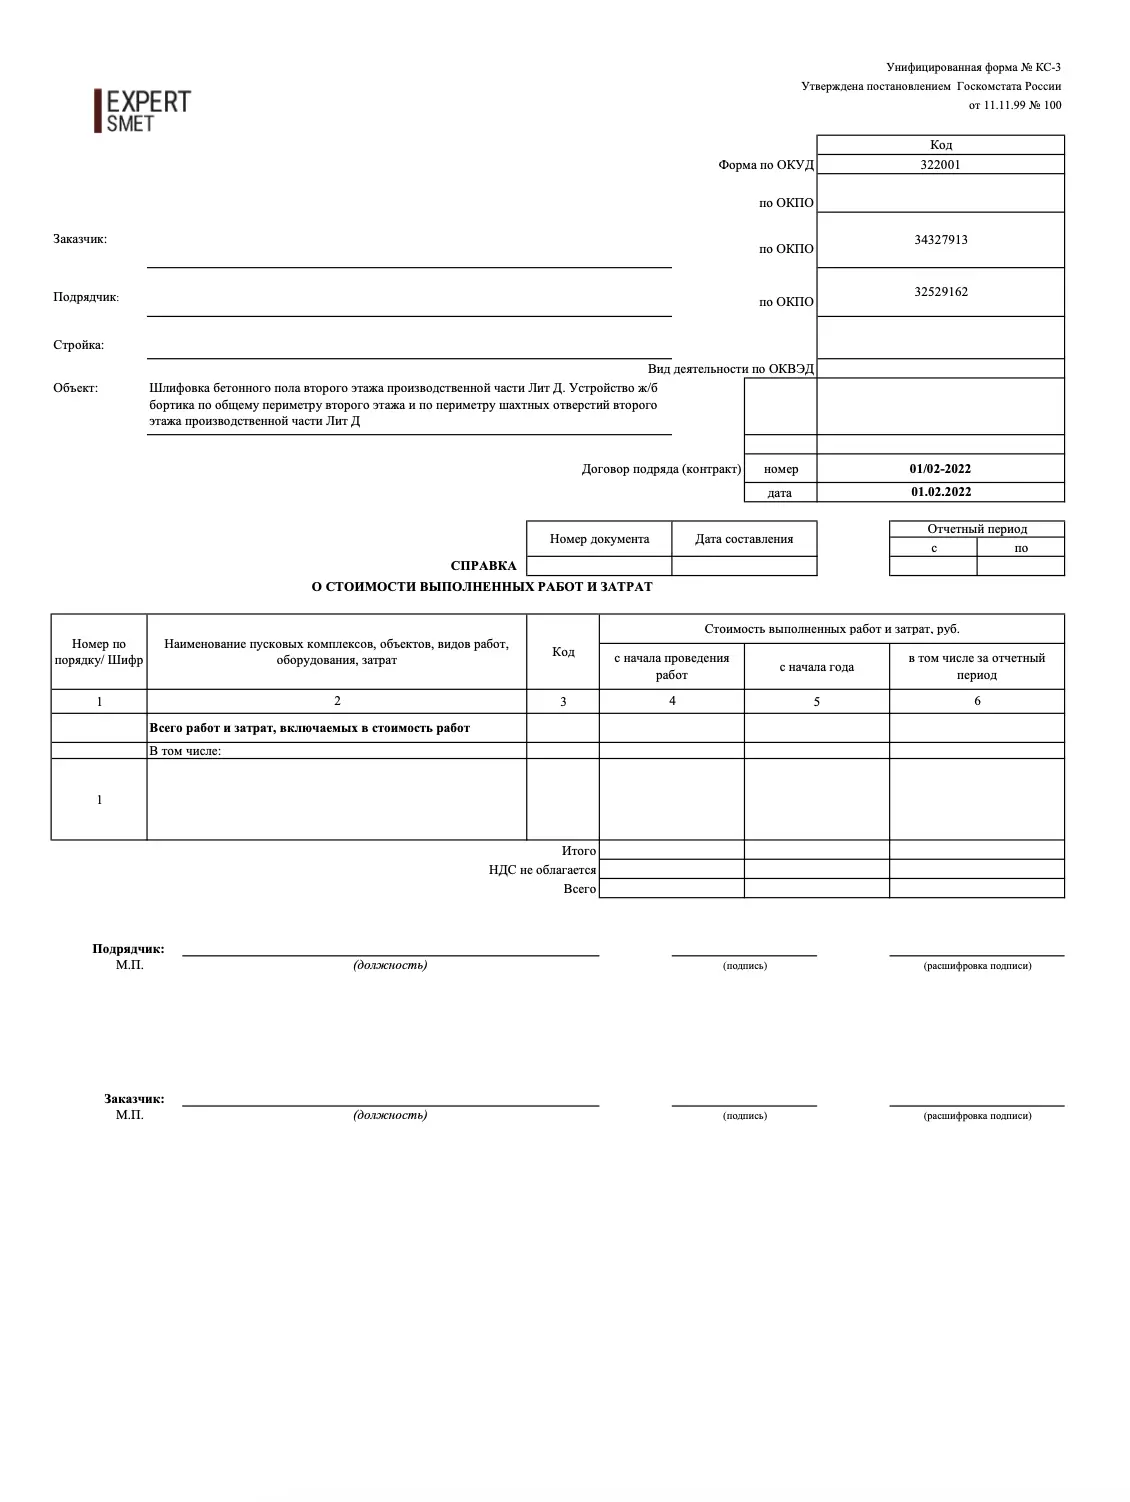 Унифицированная форма № КС-3
Утверждена постановлением Госкомстата России
от 11.11.99 № 100
EXPERT
SMET
Код
Форма по ОКУД 322001
по ОКПО
Заказчик: по ОКПО 34327913
Подрядчик: по ОКПО 32529162
Стройка:
Вид деятельности по ОКВЭД
Объект: Шлифовка бетонного пола второго этажа производственной части Лит Д. Устройство ж/б
бортика по общему периметру второго этажа и по периметру шахтных отверстий второго
этажа производственной части Лит Д
Договор подряда (контракт) номер 01/02-2022
дата 01.02.2022
Номер документа Дата составления Отчетный период
с по
СПРАВКА
О СТОИМОСТИ ВЫПОЛНЕННЫХ РАБОТ И ЗАТРАТ
Номер по
порядку/ Шифр
Наименование пусковых комплексов, объектов, видов работ,
оборудования, затрат
Код
Стоимость выполненных работ и затрат, руб.
с начала проведения
работ
с начала года
в том числе за отчетный
период
1 2 3 4 5 6
Всего работ и затрат, включаемых в стоимость работ
В том числе:
1
Итого
НДС не облагается
Всего
Подрядчик:
М.П. (должность) (подпись) (расшифровка подписи)
Заказчик:
М.П. (должность) (подпись) (расшифровка подписи)